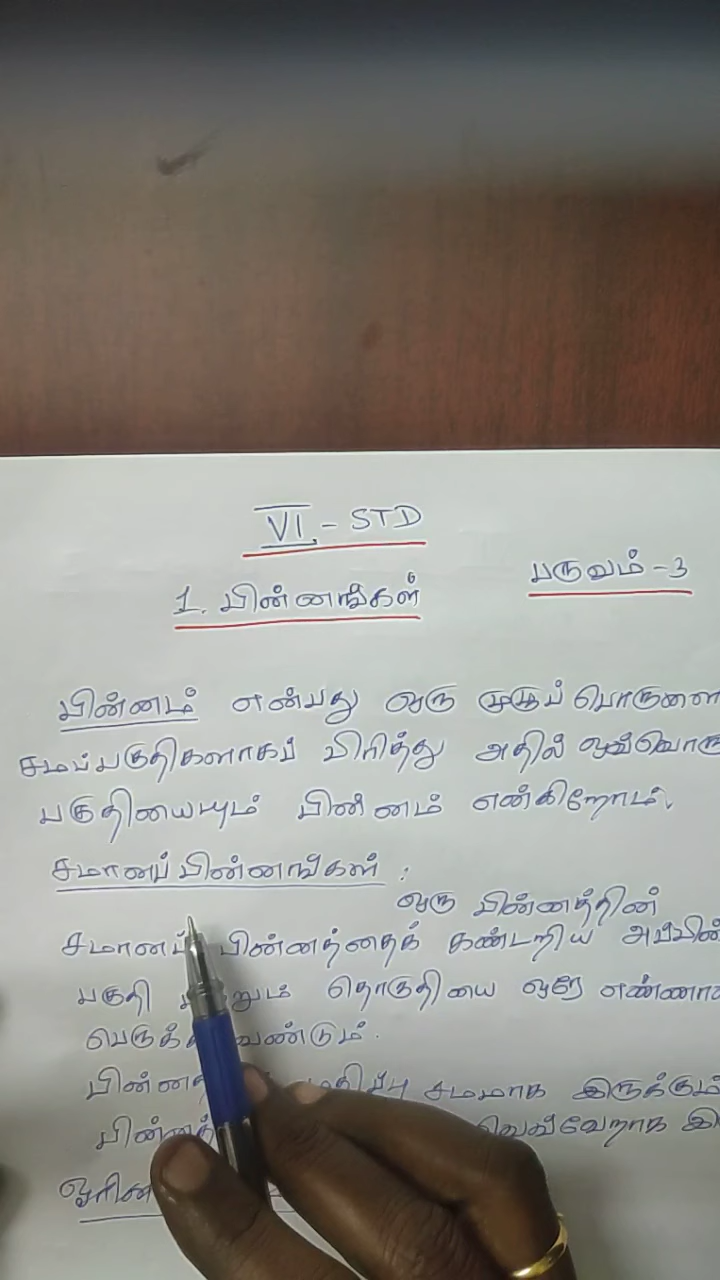 VI - STD
பருவம் - 3
1. பின்னங்கள்
பின்னம் என்பது ஒரு முழுப் பொருளை
சமப்பகுதிகளாகப் பிரித்து அதில் ஒவ்வொரு
பகுதியையும் பின்னம் என்கிறோம்.
சமானப் பின்னங்கள் :
ஒரு பின்னத்தின்
சமானப் பின்னத்தைக் கண்டறிய அப்பின்
பகுதி தொகுதியை ஒரே எண்ணா
வேண்டும்.
சமமாக இருக்கும்
வெவ்வேறாக